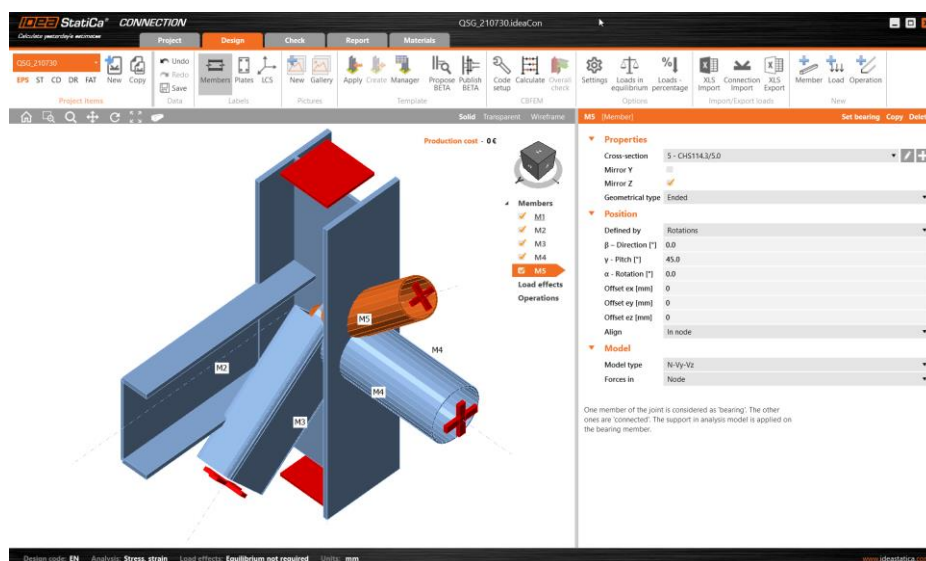 IDEA StatiCa® CONNECTION
Calculate yesterday's estimates
QSG_210730.ideaCon
Project Design Check Report Materials
QSG_210730
EPS ST CD DR FAT New Copy
Undo
Redo
Save
Members Plates LCS
New Gallery
Apply Create Manager Propose BETA Publish BETA
Code setup Calculate Overall check
Settings Loads in equilibrium Loads - percentage
XLS Import Connection Import XLS Export
Member Load Operation
Project Items Data Labels Pictures Template CBFEM Options Import/Export loads New
Solid Transparent Wireframe
M5 [Member] Set bearing Copy Delet
Production cost - 0 €
Members
M1
M2
M3
M4
M5
Load effects
Operations
M5
M4
M2
M4
M3
Properties
Cross-section 5 - CHS114.3/5.0
Mirror Y
Mirror Z
Geometrical type Ended
Position
Defined by Rotations
β – Direction [°] 0.0
γ - Pitch [°] 45.0
α - Rotation [°] 0.0
Offset ex [mm] 0
Offset ey [mm] 0
Offset ez [mm] 0
Align In node
Model
Model type N-Vy-Vz
Forces in Node
One member of the joint is considered as 'bearing'. The other
ones are 'connected'. The support in analysis model is applied on
the bearing member.
Design code: EN Analysis: Stress, strain Load effects: Equilibrium not required Units: mm
www.ideastatica.com